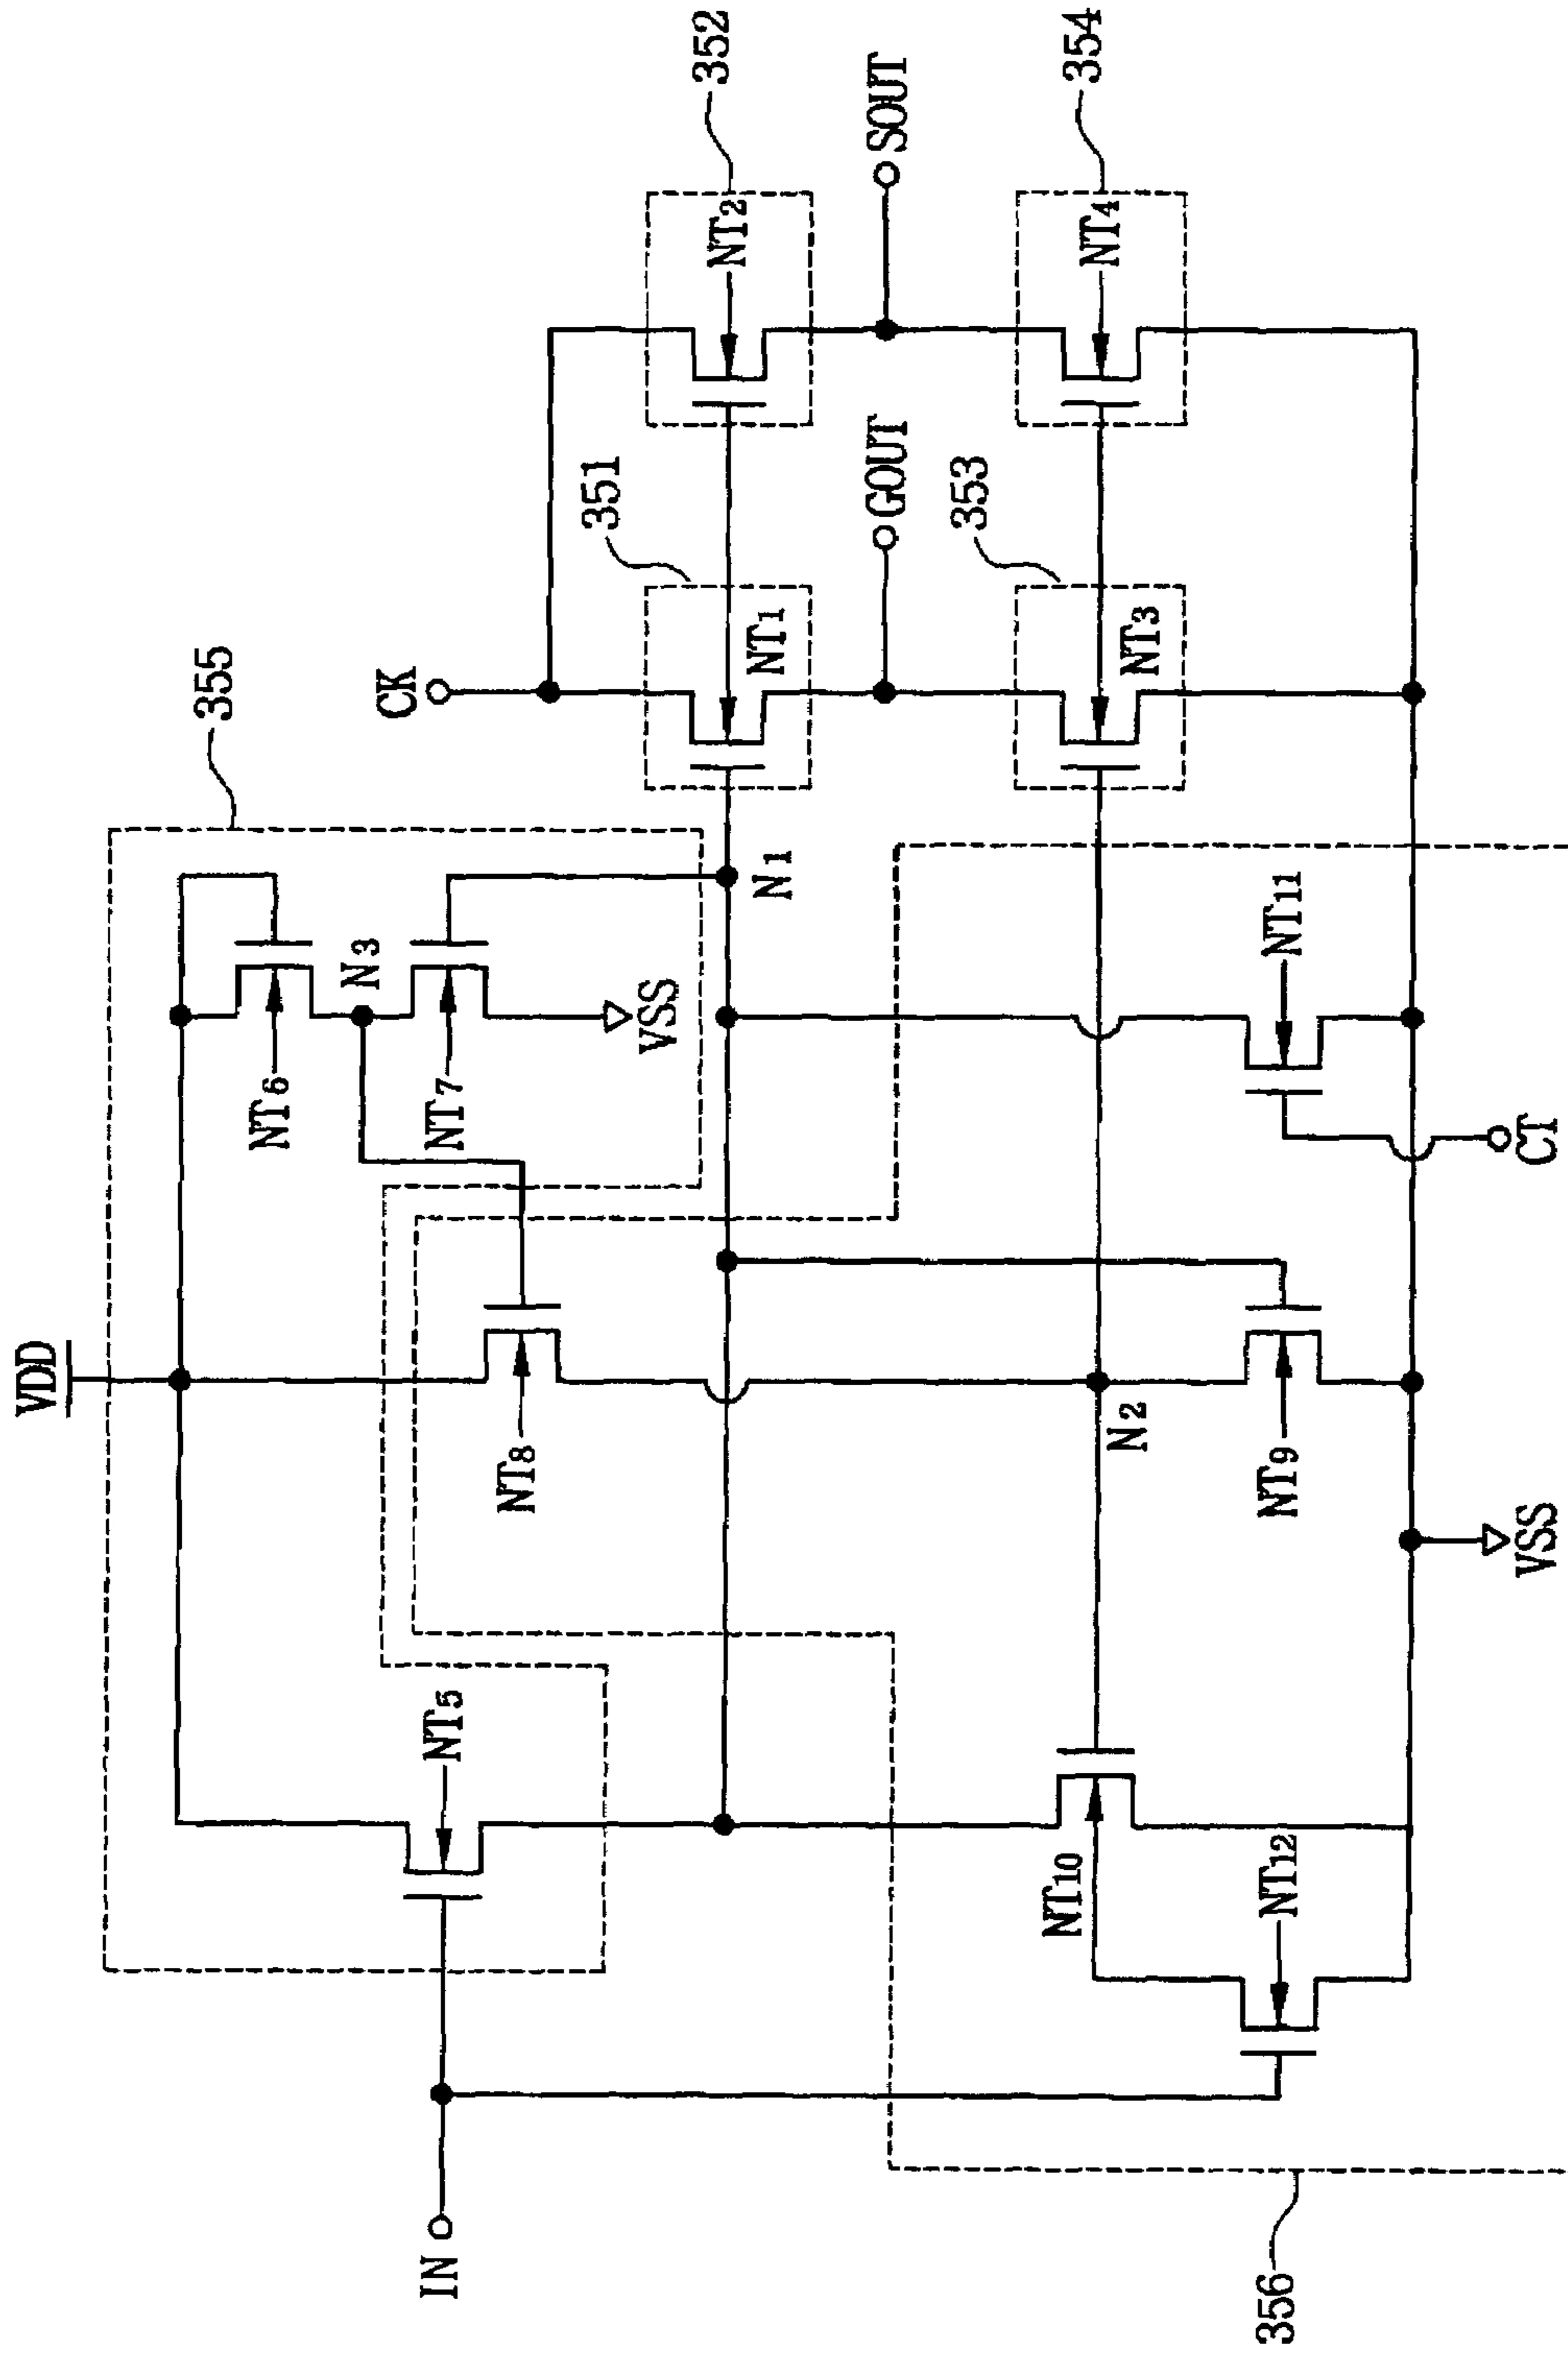 VDD
355
CK
351
352
NT6
N3
NT7
VSS
NT5
NT8
N1
NT1
NT2
GOUT
SOUT
353
354
N2
NT3
NT4
IN
NT10
NT12
NT9
NT11
VSS
CT
356